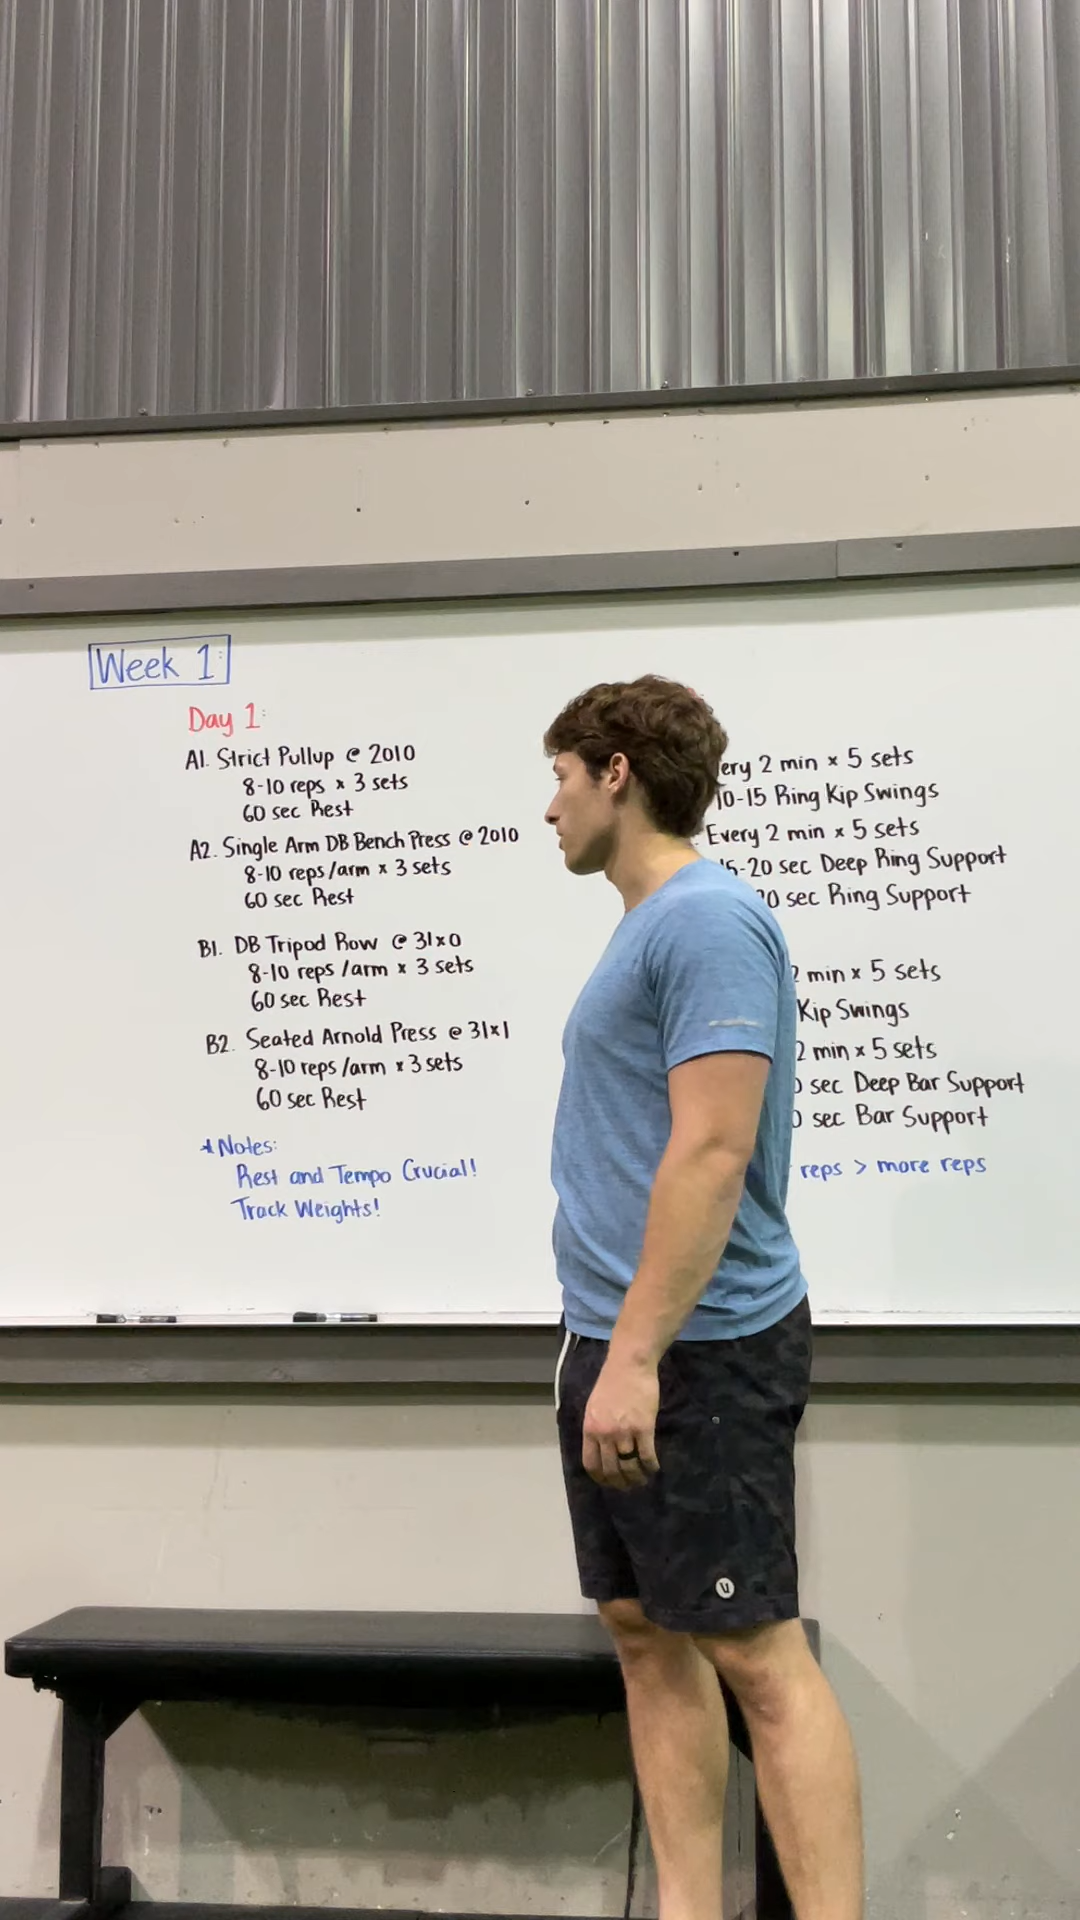 Week 1:
Day 1:
A1. Strict Pullup @ 2010
8-10 reps x 3 sets
60 sec Rest
A2. Single Arm DB Bench Press @ 2010
8-10 reps/arm x 3 sets
60 sec Rest
B1. DB Tripod Row @ 31x0
8-10 reps/arm x 3 sets
60 sec Rest
B2. Seated Arnold Press @ 31x1
8-10 reps/arm x 3 sets
60 sec Rest
* Notes:
Rest and Tempo Crucial!
Track Weights!
ery 2 min x 5 sets
10-15 Ring Kip Swings
Every 2 min x 5 sets
sec Deep Ring Support
sec Ring Support
2 min x 5 sets
Kip Swings
2 min x 5 sets
sec Deep Bar Support
sec Bar Support
reps > more reps